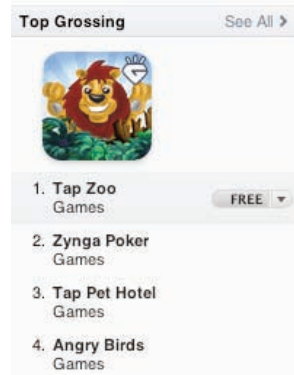 Top Grossing See All >
1. Tap Zoo FREE
Games
2. Zynga Poker
Games
3. Tap Pet Hotel
Games
4. Angry Birds
Games